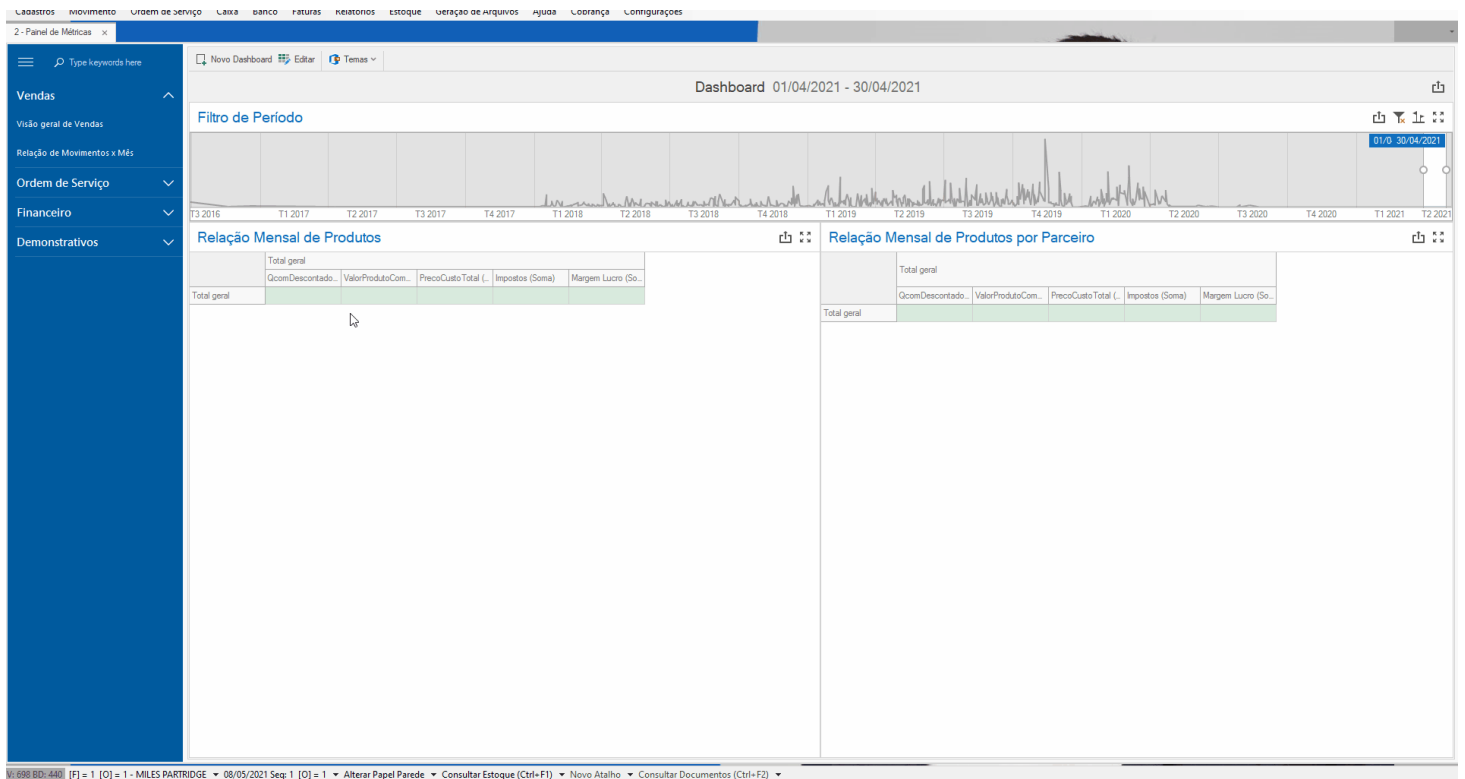 Cadastros Movimento Ordem de Serviço Caixa Banco Faturas Relatórios Estoque Geração de Arquivos Ajuda Cobrança Configurações
2 - Painel de Métricas ×
Type keywords here
Novo Dashboard Editar Temas
Dashboard 01/04/2021 - 30/04/2021
Vendas
Visão geral de Vendas
Relação de Movimentos x Mês
Ordem de Serviço
Financeiro
Demonstrativos
Filtro de Período
01/0 30/04/2021
T3 2016 T1 2017 T2 2017 T3 2017 T4 2017 T1 2018 T2 2018 T3 2018 T4 2018 T1 2019 T2 2019 T3 2019 T4 2019 T1 2020 T2 2020 T3 2020 T4 2020 T1 2021 T2 2021
Relação Mensal de Produtos
Total geral
QcomDescontado... ValorProdutoCom... PrecoCustoTotal (... Impostos (Soma) Margem Lucro (So...
Total geral
Relação Mensal de Produtos por Parceiro
Total geral
QcomDescontado... ValorProdutoCom... PrecoCustoTotal (... Impostos (Soma) Margem Lucro (So...
Total geral
V: 698 BD: 440 [F] = 1 [O] = 1 - MILES PARTRIDGE 08/05/2021 Seq: 1 [O] = 1 Alterar Papel Parede Consultar Estoque (Ctrl+F1) Novo Atalho Consultar Documentos (Ctrl+F2)